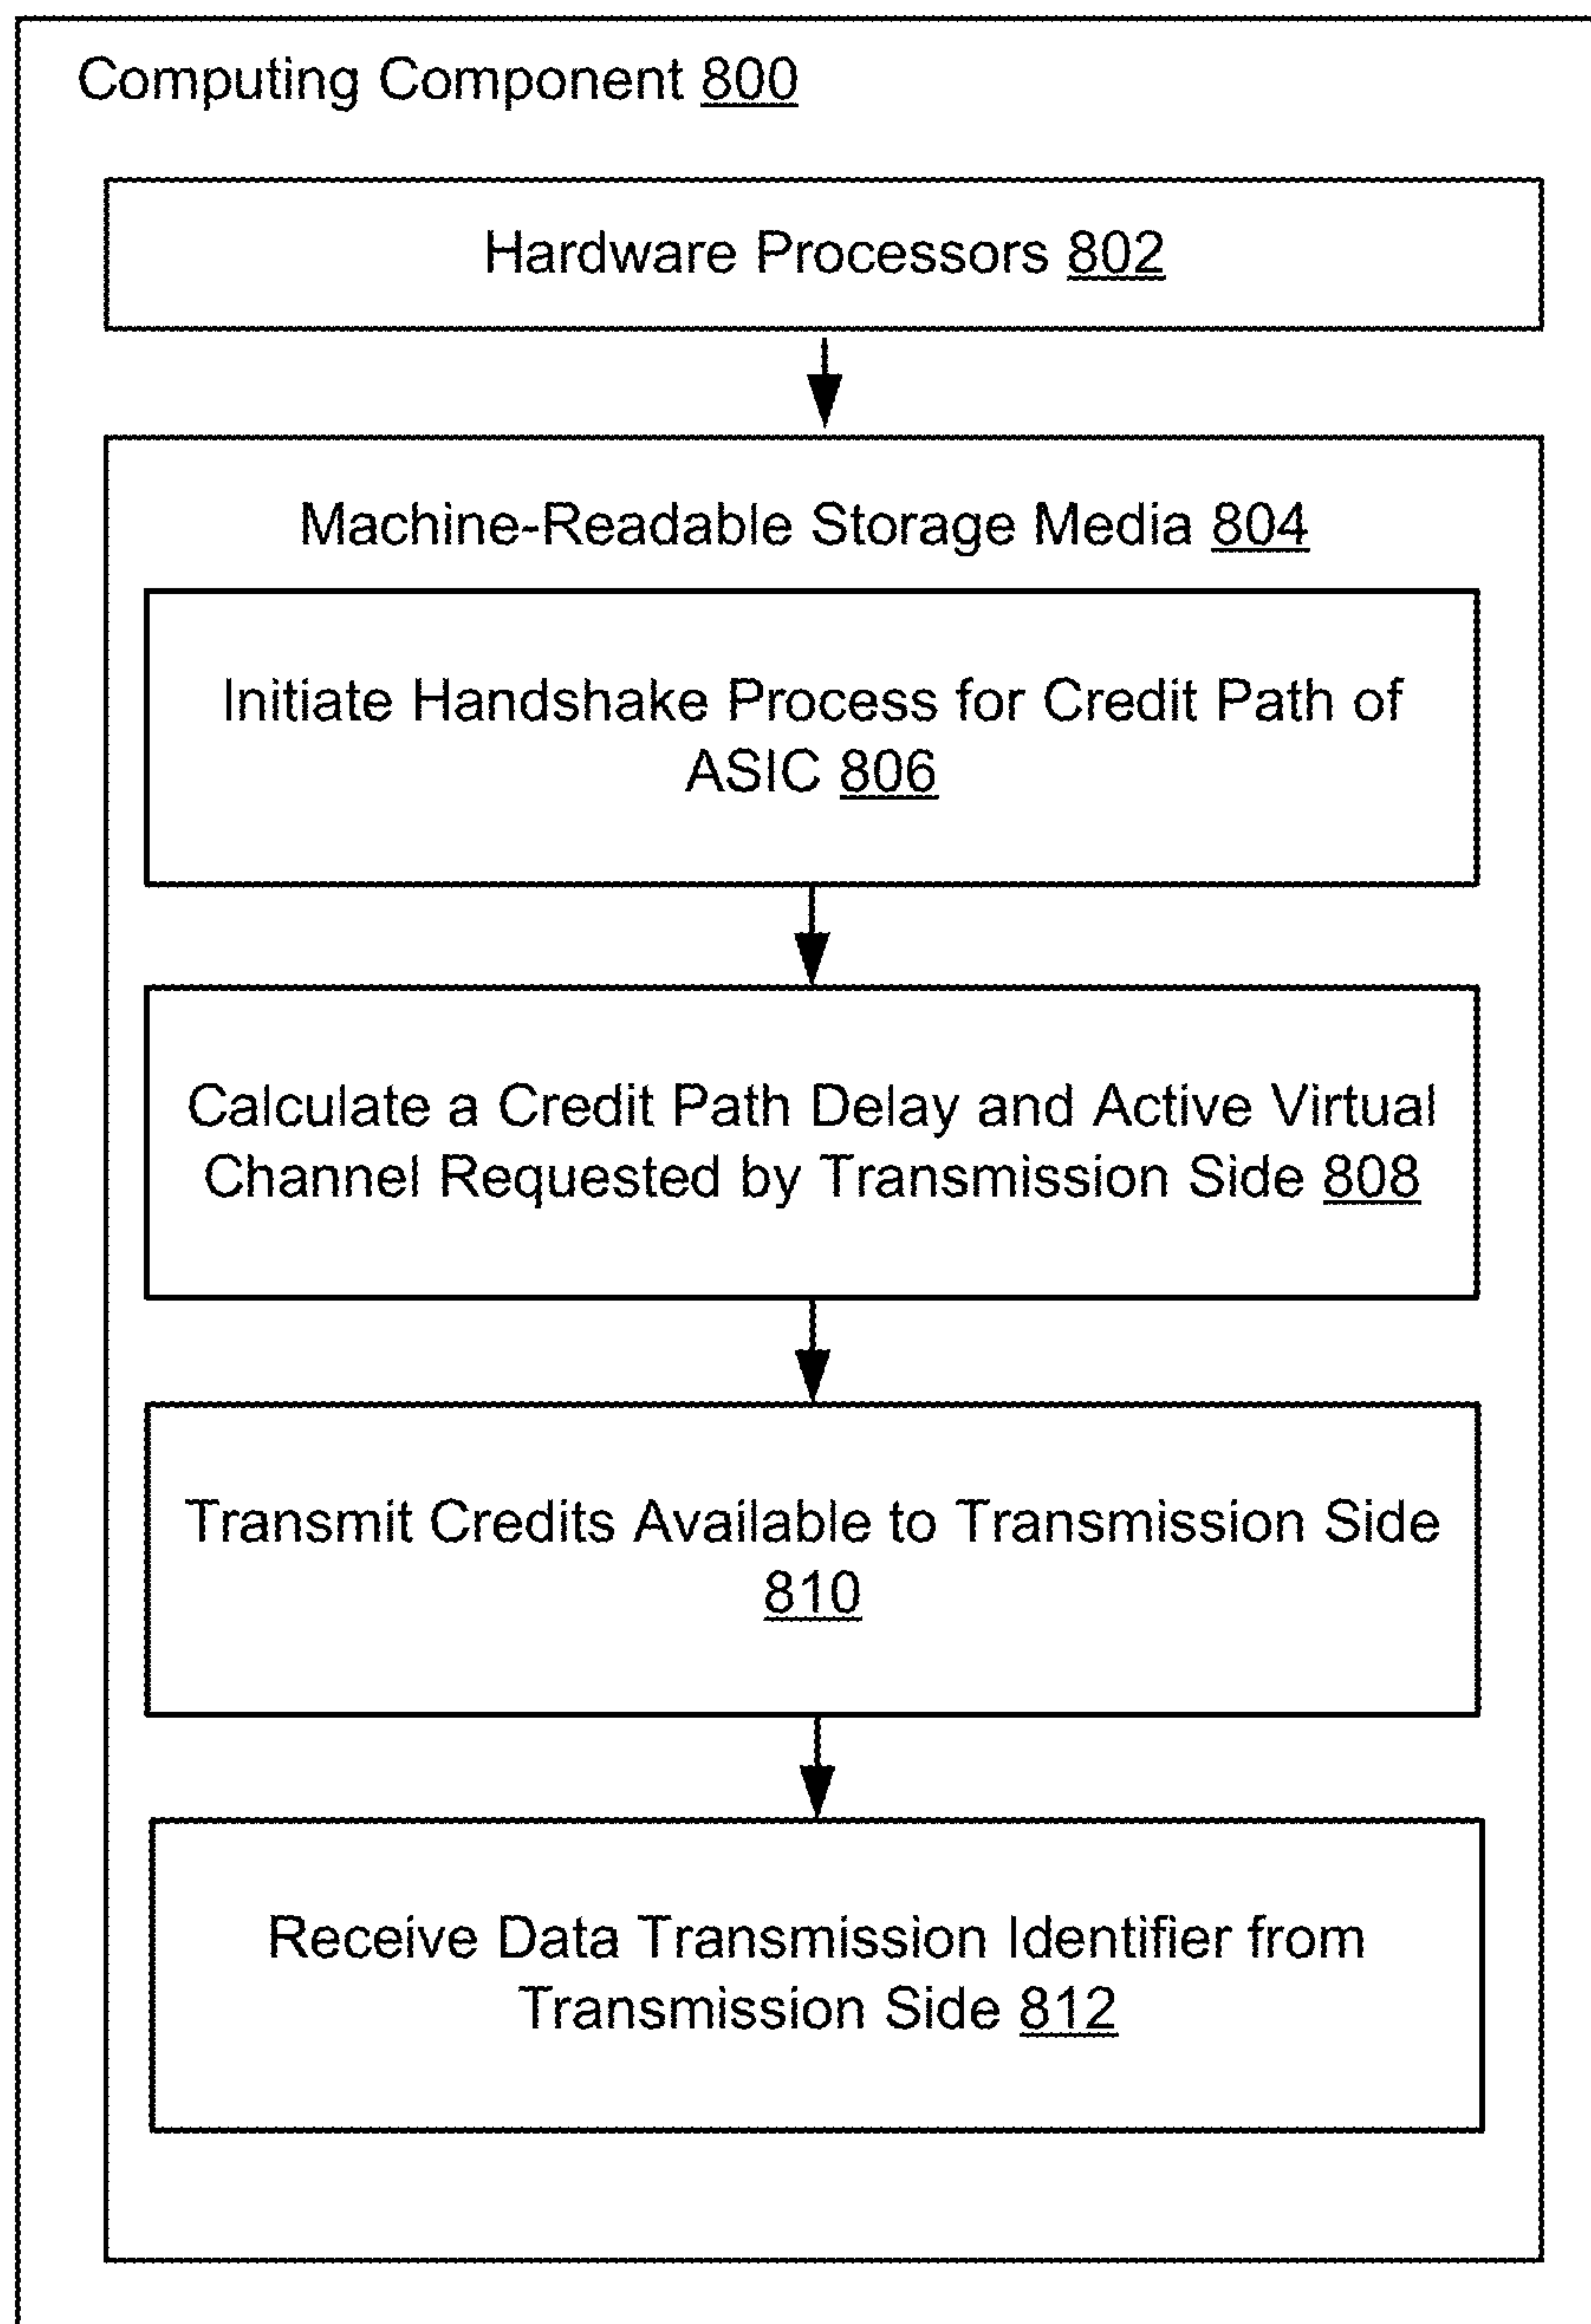 Computing Component 800
Hardware Processors 802
Machine-Readable Storage Media 804
Initiate Handshake Process for Credit Path of
ASIC 806
Calculate a Credit Path Delay and Active Virtual
Channel Requested by Transmission Side 808
Transmit Credits Available to Transmission Side
810
Receive Data Transmission Identifier from
Transmission Side 812